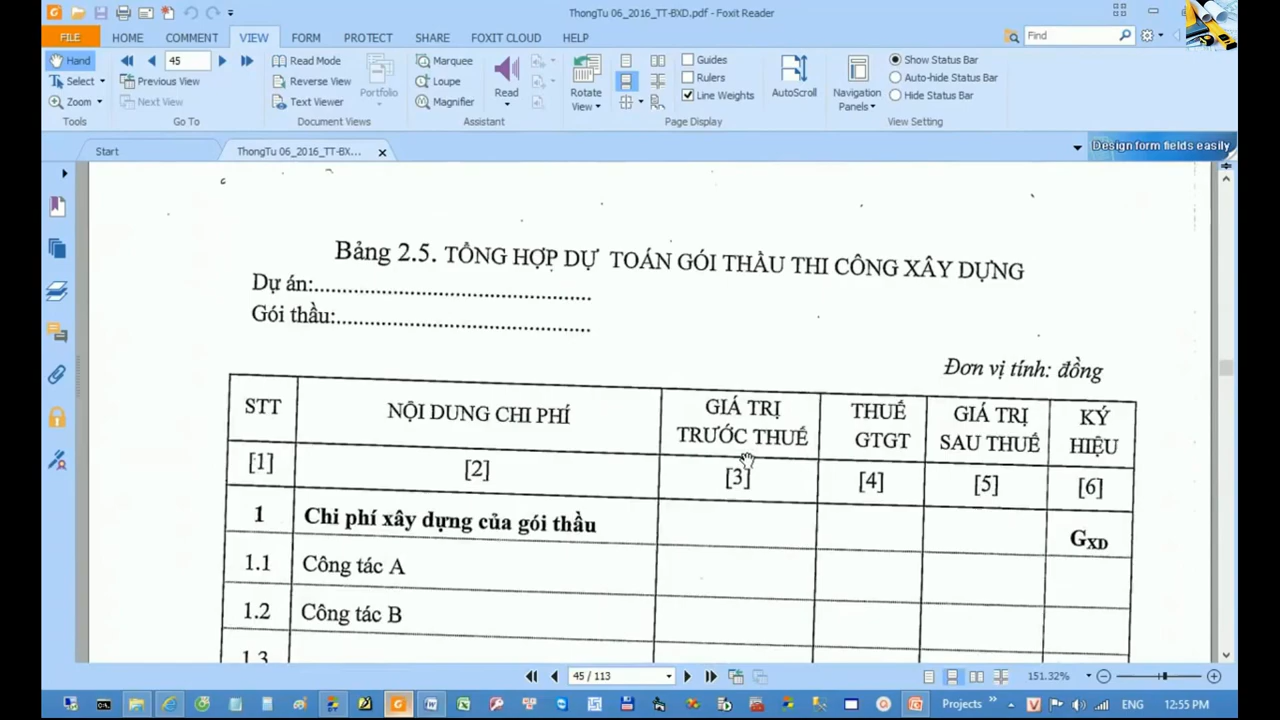 ThongTu 06_2016_TT-BXD.pdf - Foxit Reader
FILE HOME COMMENT VIEW FORM PROTECT SHARE FOXIT CLOUD HELP
Find
Hand
Select
Zoom
Tools
45
Previous View
Next View
Go To
Read Mode
Reverse View
Text Viewer
Portfolio
Document Views
Marquee
Loupe
Magnifier
Read
Assistant
Rotate
View
Guides
Rulers
Line Weights
Page Display
AutoScroll
Navigation
Panels
Show Status Bar
Auto-hide Status Bar
Hide Status Bar
View Setting
Start
ThongTu 06_2016_TT-BX...
Design form fields easily
Bảng 2.5. TỔNG HỢP DỰ TOÁN GÓI THẦU THI CÔNG XÂY DỰNG
Dự án:..................................................
Gói thầu:..............................................
Đơn vị tính: đồng
STT
NỘI DUNG CHI PHÍ
GIÁ TRỊ
TRƯỚC THUẾ
THUẾ
GTGT
GIÁ TRỊ
SAU THUẾ
KÝ
HIỆU
[1] [2] [3] [4] [5] [6]
1 Chi phí xây dựng của gói thầu GXD
1.1 Công tác A
1.2 Công tác B
1.3
45 / 113
151.32%
Projects
ENG
12:55 PM